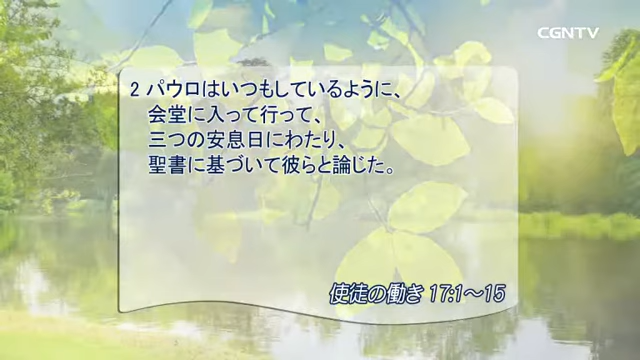 CGNTV
2 パウロはいつもしているように、
会堂に入って行って、
三つの安息日にわたり、
聖書に基づいて彼らと論じた。
使徒の働き 17:1～15